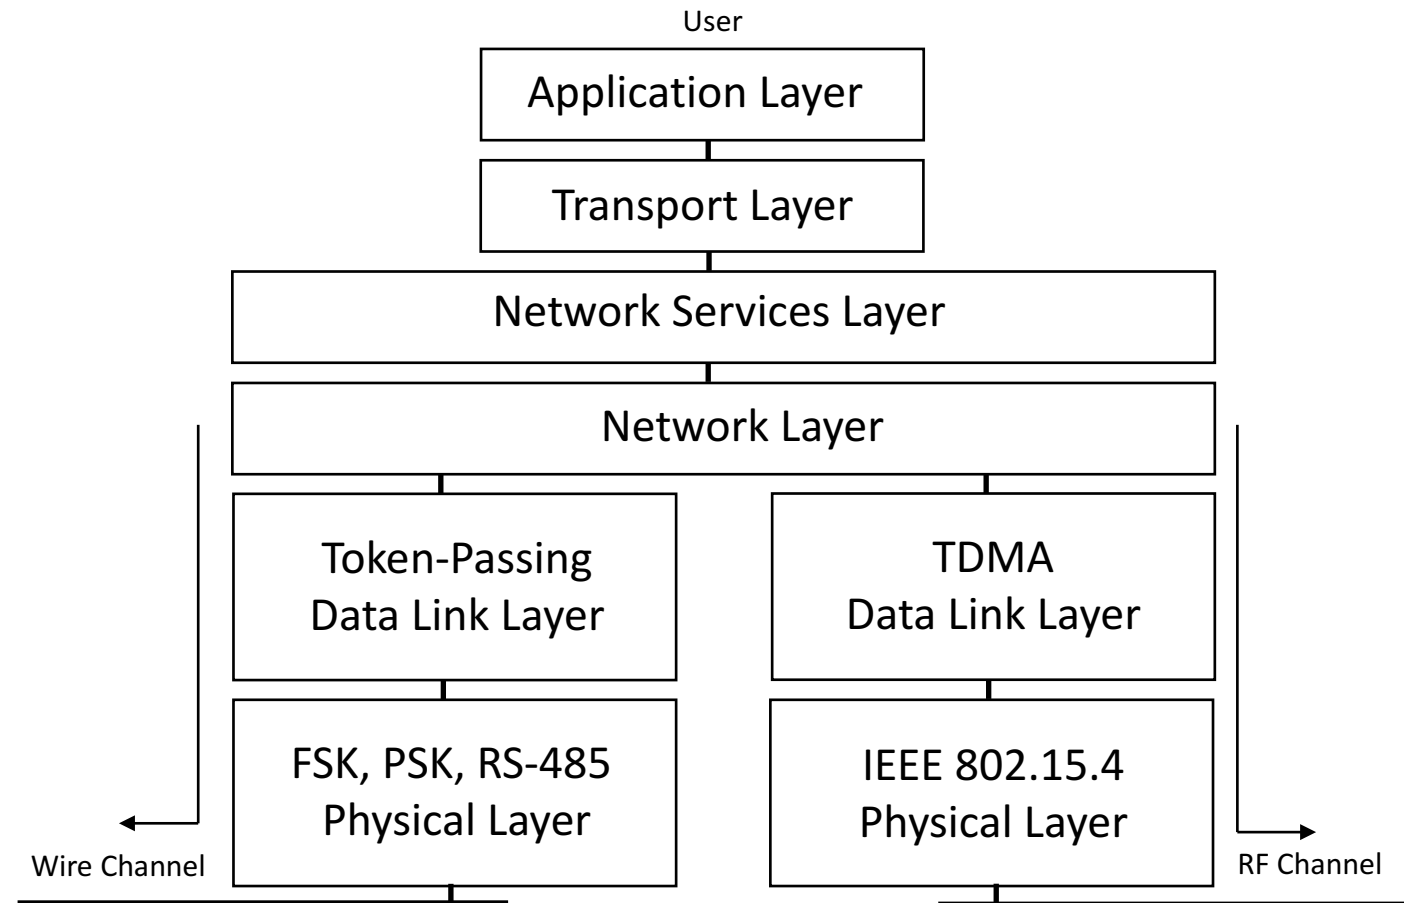 User
Application Layer
Transport Layer
Network Services Layer
Network Layer
Token-Passing
Data Link Layer
TDMA
Data Link Layer
FSK, PSK, RS-485
Physical Layer
IEEE 802.15.4
Physical Layer
Wire Channel
RF Channel